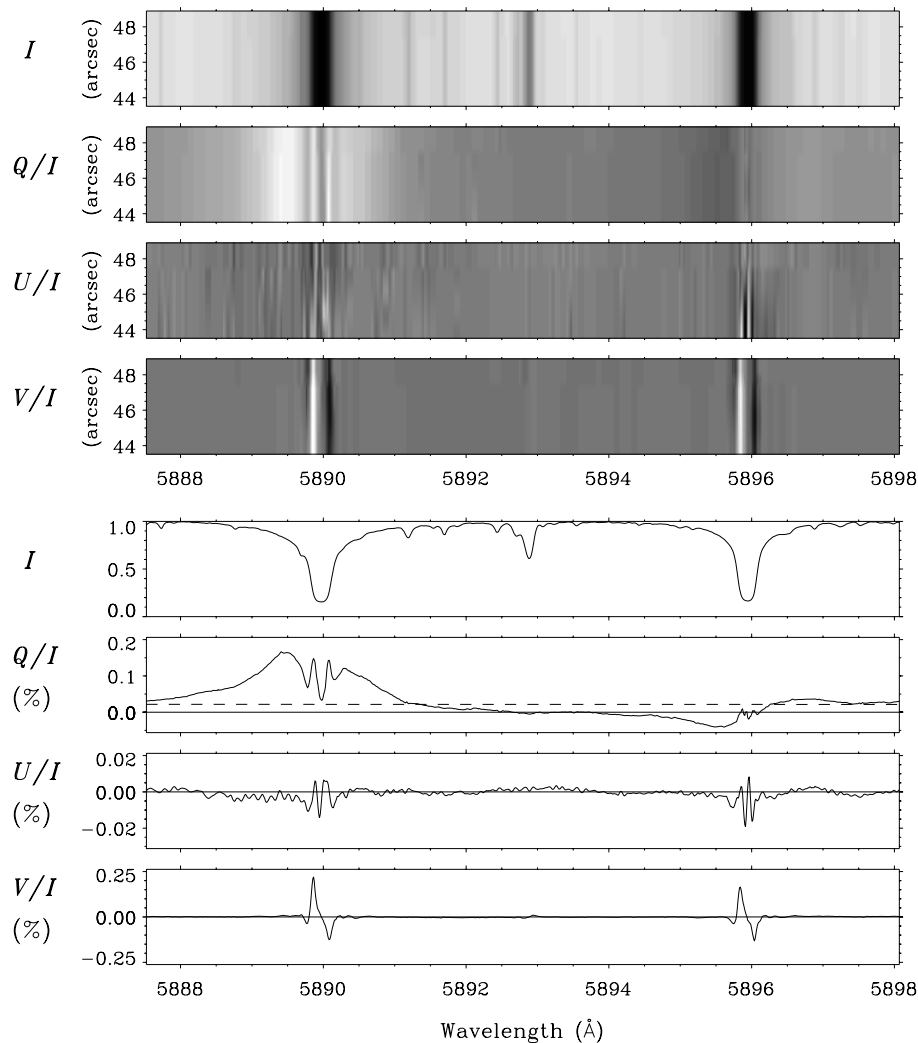 I
(arcsec)
48
46
44
Q/I
(arcsec)
48
46
44
U/I
(arcsec)
48
46
44
V/I
(arcsec)
48
46
44
5888 5890 5892 5894 5896 5898
I
1.0
0.5
0.0
Q/I
(%)
0.2
0.1
0.0
U/I
(%)
0.02
0.00
−0.02
V/I
(%)
0.25
0.00
−0.25
5888 5890 5892 5894 5896 5898
Wavelength (Å)